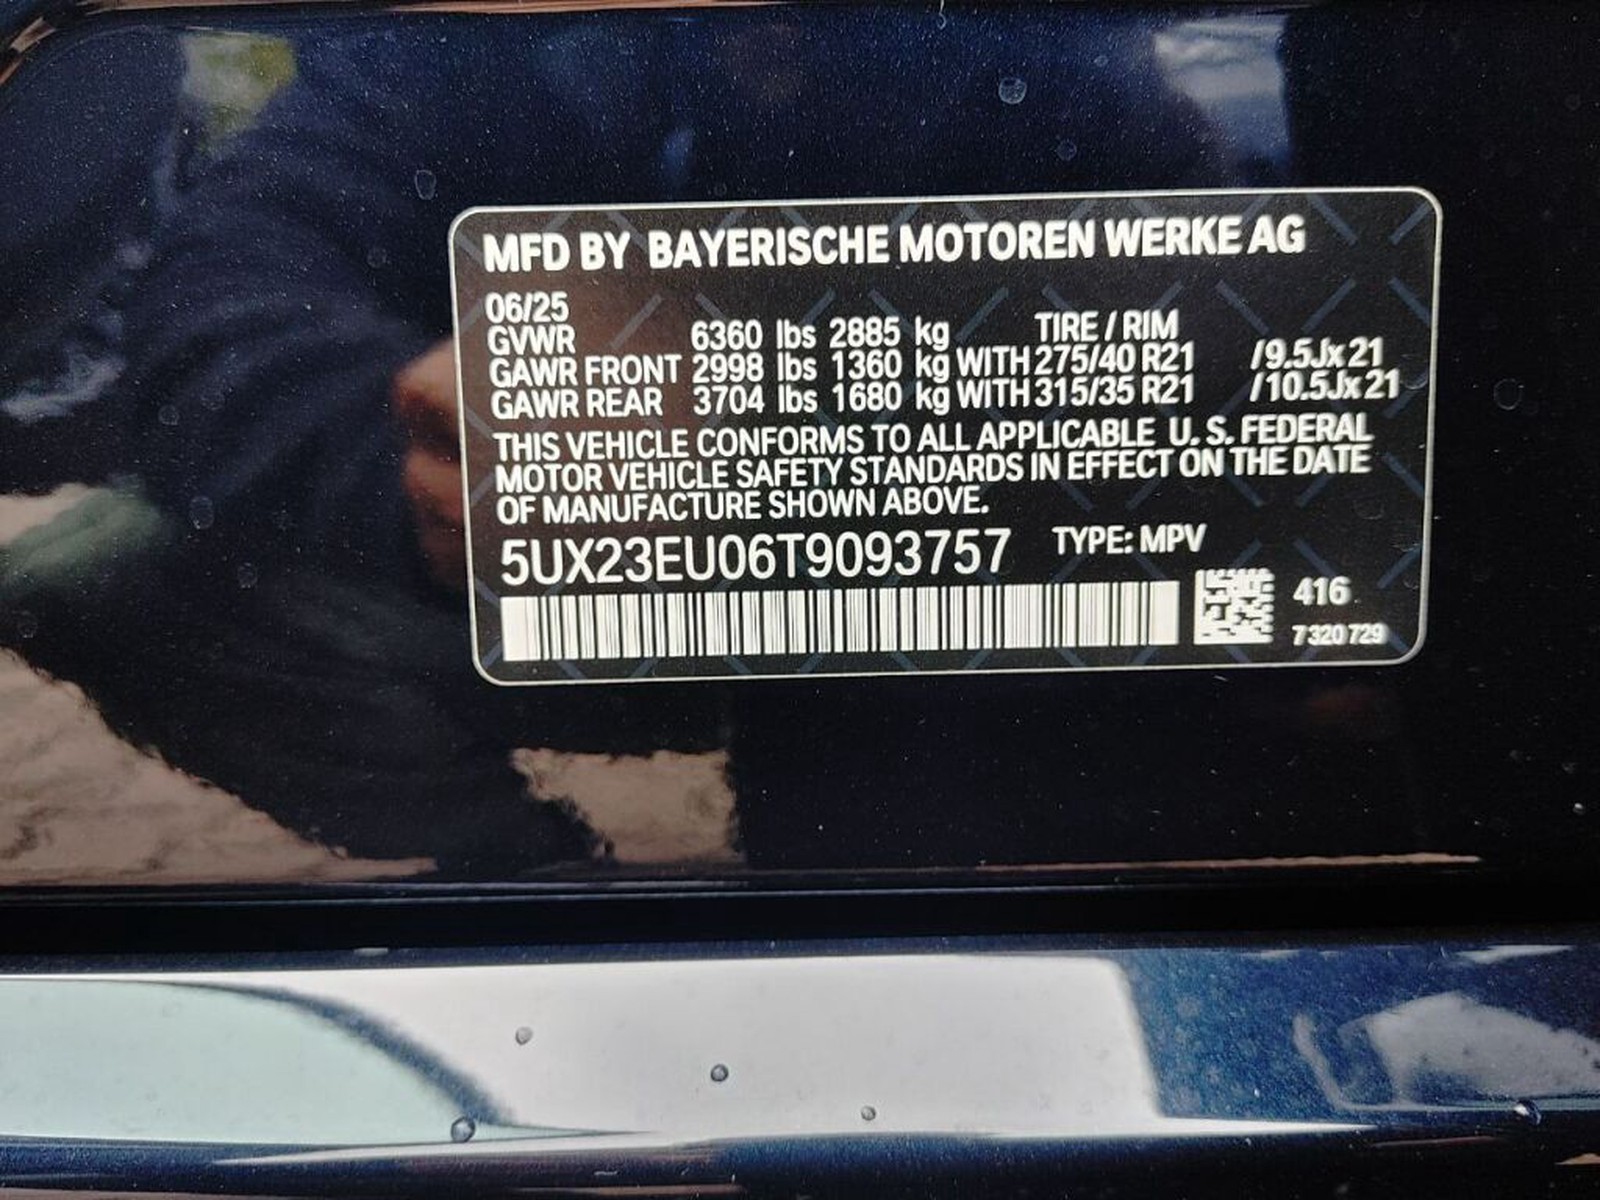 MFD BY BAYERISCHE MOTOREN WERKE AG
06/25
GVWR 6360 lbs 2885 kg TIRE / RIM
GAWR FRONT 2998 lbs 1360 kg WITH 275/40 R21 /9.5Jx21
GAWR REAR 3704 lbs 1680 kg WITH 315/35 R21 /10.5Jx21
THIS VEHICLE CONFORMS TO ALL APPLICABLE U. S. FEDERAL
MOTOR VEHICLE SAFETY STANDARDS IN EFFECT ON THE DATE
OF MANUFACTURE SHOWN ABOVE.
5UX23EU06T9093757 TYPE: MPV
416
7 320 729